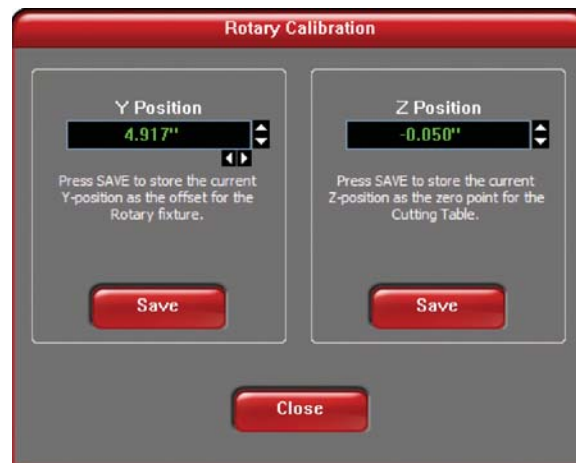 Rotary Calibration
Y Position
4.917"
Press SAVE to store the current
Y-position as the offset for the
Rotary fixture.
Save
Z Position
-0.050"
Press SAVE to store the current
Z-position as the zero point for the
Cutting Table.
Save
Close